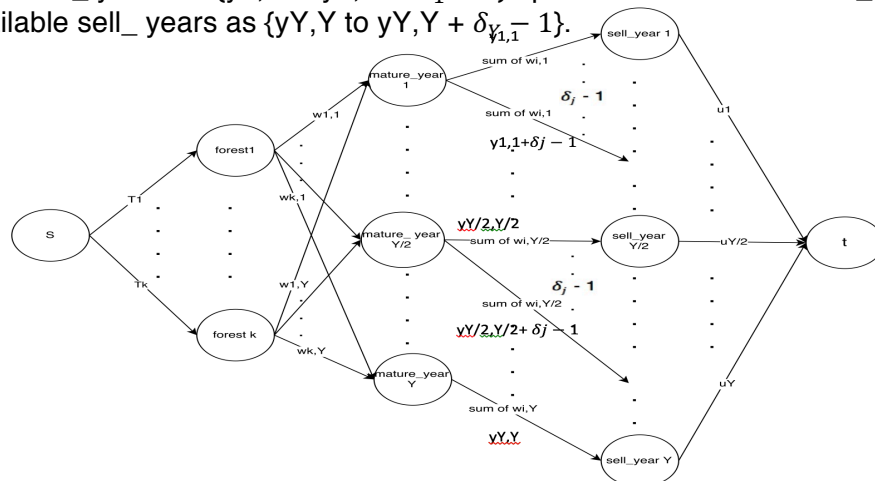 ilable sell_ years as {yY,Y to yY,Y + δ_Y − 1}.
y1,1
sell_year 1
sum of wi,1
mature_year
1
δj - 1
w1,1
sum of wi,1
u1
y1,1+δj − 1
forest1
T1
wk,1
S
yY/2,Y/2
mature_ year
Y/2
sum of wi,Y/2
sell_year
Y/2
uY/2
t
Tk
w1,Y
δj - 1
sum of wi,Y/2
forest k
yY/2,Y/2+ δj − 1
wk,Y
mature_year
Y
uY
sum of wi,Y
yY,Y
sell_year Y